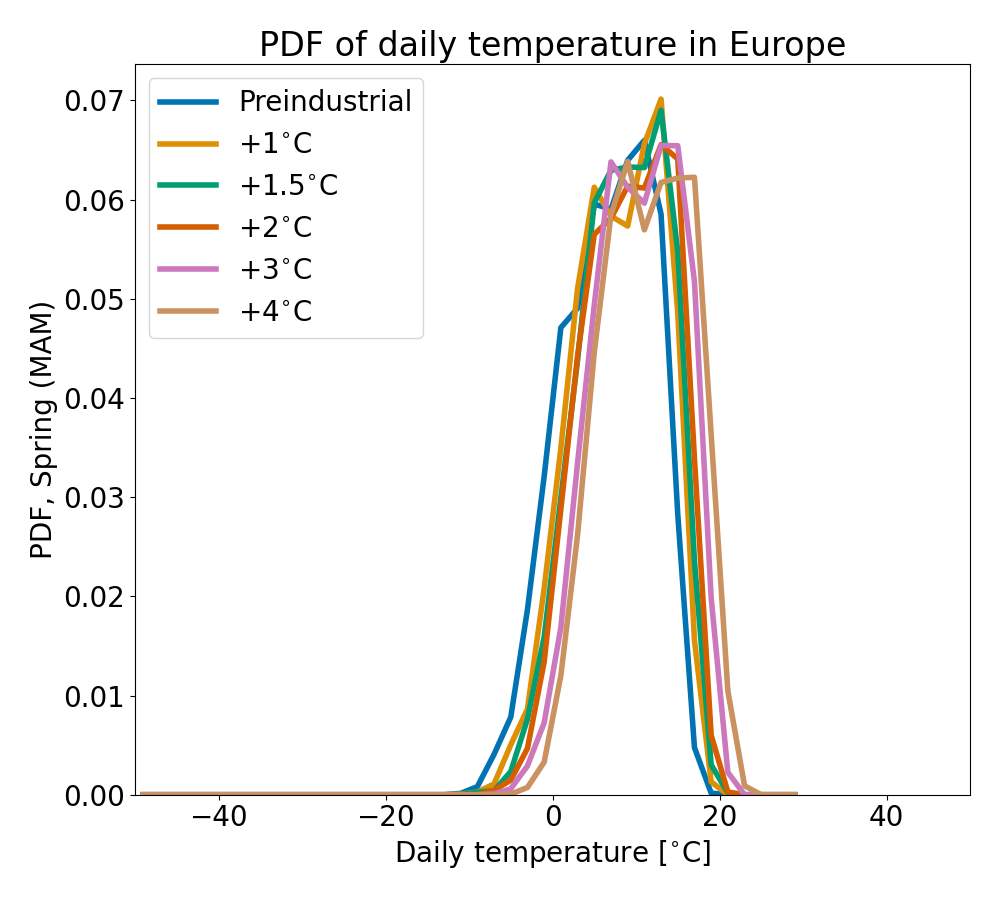 PDF of daily temperature in Europe
PDF, Spring (MAM)
0.07
0.06
0.05
0.04
0.03
0.02
0.01
0.00
Preindustrial
+1°C
+1.5°C
+2°C
+3°C
+4°C
−40
−20
0
20
40
Daily temperature [°C]